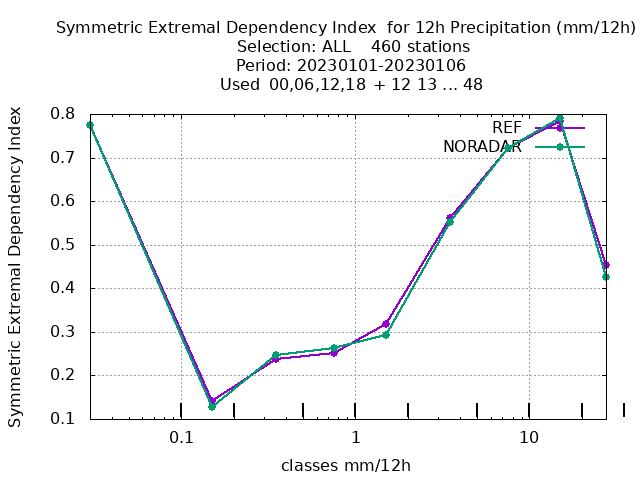 Symmetric Extremal Dependency Index  for 12h Precipitation (mm/12h)
Selection: ALL    460 stations
Period: 20230101-20230106
Used  00,06,12,18  + 12 13 ... 48
REF
NORADAR
Symmetric Extremal Dependency Index
0.8
0.7
0.6
0.5
0.4
0.3
0.2
0.1
0.1 1 10
classes mm/12h